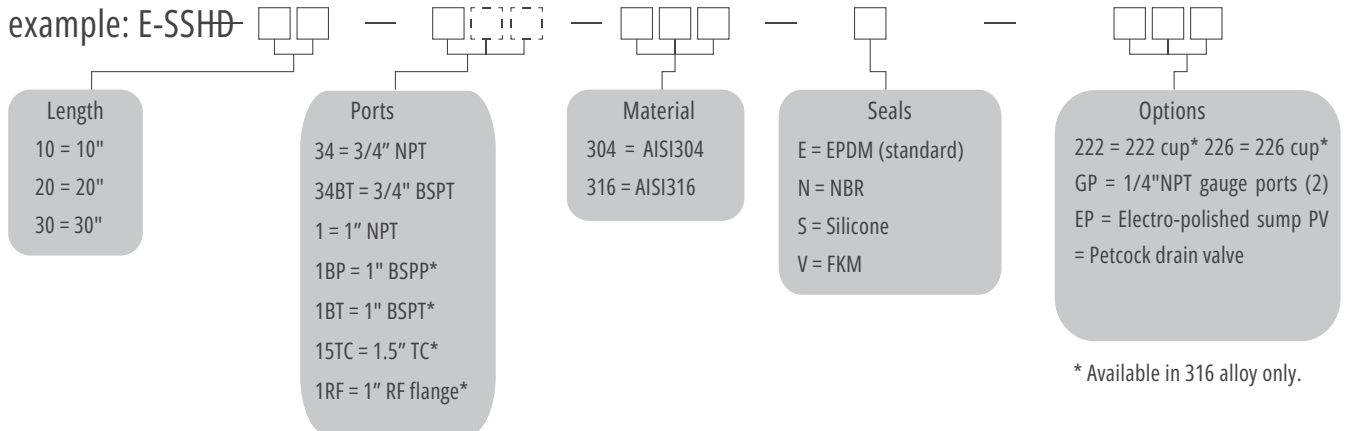 example: E-SSHD
Length
10 = 10"
20 = 20"
30 = 30"
Ports
34 = 3/4” NPT
34BT = 3/4" BSPT
1 = 1” NPT
1BP = 1" BSPP*
1BT = 1" BSPT*
15TC = 1.5” TC*
1RF = 1” RF flange*
Material
304 = AISI304
316 = AISI316
Seals
E = EPDM (standard)
N = NBR
S = Silicone
V = FKM
Options
222 = 222 cup* 226 = 226 cup*
GP = 1/4"NPT gauge ports (2)
EP = Electro-polished sump PV
= Petcock drain valve
* Available in 316 alloy only.